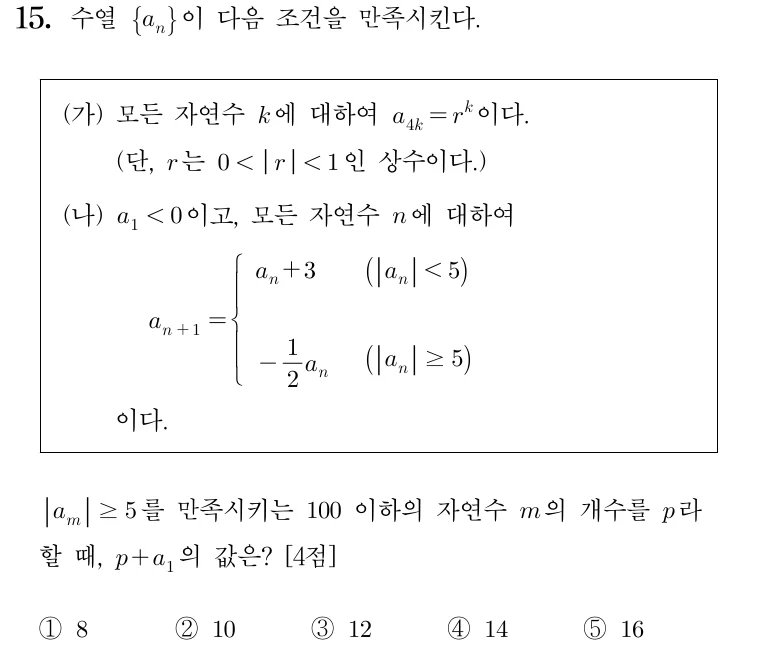 15. 수열 {aₙ}이 다음 조건을 만족시킨다.
(가) 모든 자연수 k에 대하여 a₄ₖ = rᵏ이다.
(단, r는 0 < |r| < 1인 상수이다.)
(나) a₁ < 0이고, 모든 자연수 n에 대하여
aₙ₊₁ = { aₙ + 3 (|aₙ| < 5)
-1/2 aₙ (|aₙ| ≥ 5)
이다.
|aₘ| ≥ 5를 만족시키는 100 이하의 자연수 m의 개수를 p라
할 때, p + a₁의 값은? [4점]
① 8 ② 10 ③ 12 ④ 14 ⑤ 16